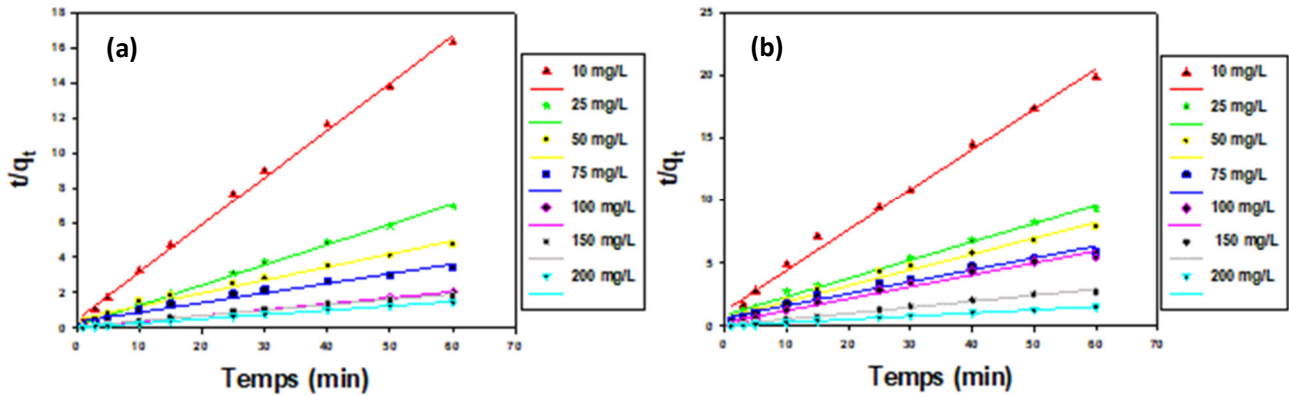 (a)
18
16
14
12
10
8
6
4
2
0
t/qt
0 10 20 30 40 50 60 70
Temps (min)
10 mg/L
25 mg/L
50 mg/L
75 mg/L
100 mg/L
150 mg/L
200 mg/L
(b)
25
20
15
10
5
0
t/qt
0 10 20 30 40 50 60 70
Temps (min)
10 mg/L
25 mg/L
50 mg/L
75 mg/L
100 mg/L
150 mg/L
200 mg/L